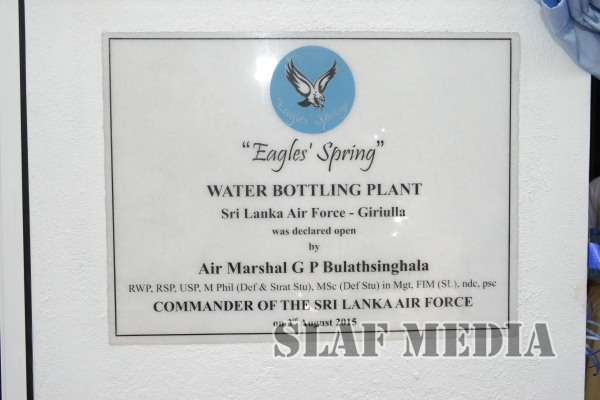 Eagles' Spring
"Eagles' Spring"
WATER BOTTLING PLANT
Sri Lanka Air Force - Giriulla
was declared open
by
Air Marshal G P Bulathsinghala
RWP, RSP, USP, M Phil (Def & Strat Stu), MSc (Def Stu) in Mgt, FIM (SL), ndc, psc
COMMANDER OF THE SRI LANKA AIR FORCE
on August 2015
SLAF MEDIA